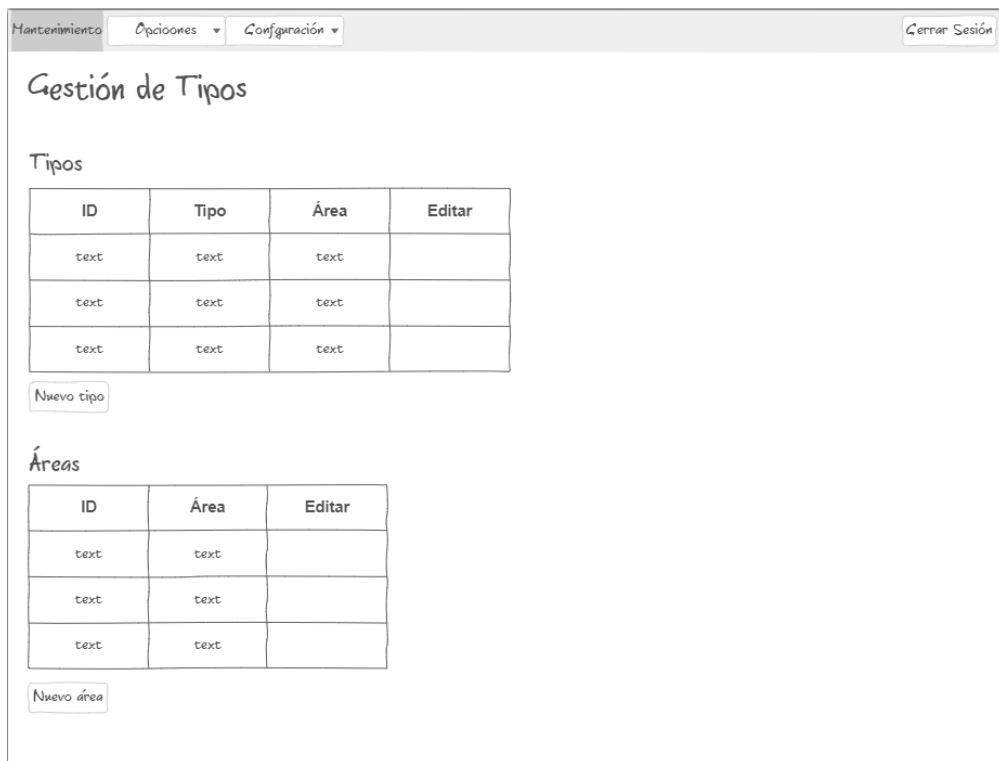 Mantenimiento Opcioones Confguración Cerrar Sesión
Gestión de Tipos
Tipos
ID Tipo Área Editar
text text text
text text text
text text text
Nuevo tipo
Áreas
ID Área Editar
text text
text text
text text
Nuevo área